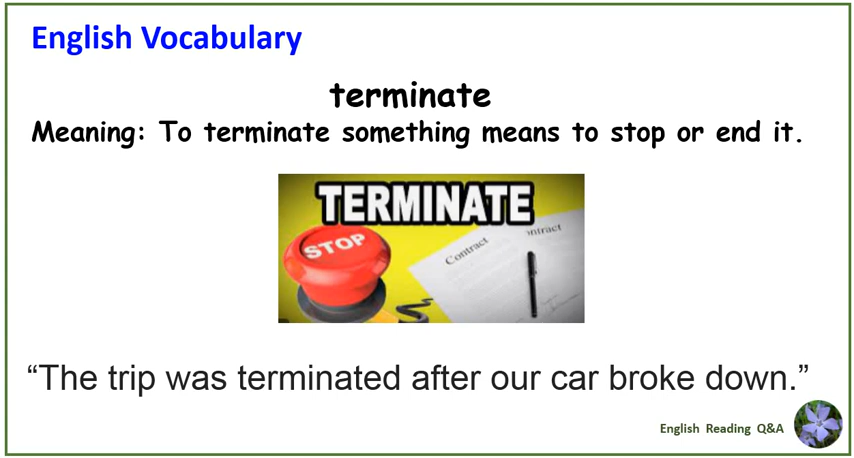 English Vocabulary
terminate
Meaning: To terminate something means to stop or end it.
TERMINATE
STOP
Contract
ontract
“The trip was terminated after our car broke down.”
English Reading Q&A